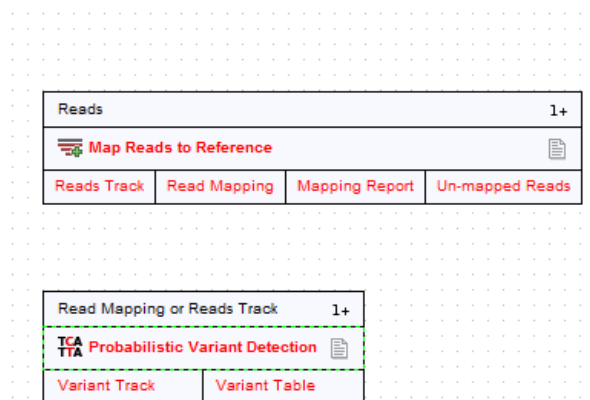 Reads 1+
Map Reads to Reference
Reads Track Read Mapping Mapping Report Un-mapped Reads
Read Mapping or Reads Track 1+
TCA TTA Probabilistic Variant Detection
Variant Track Variant Table